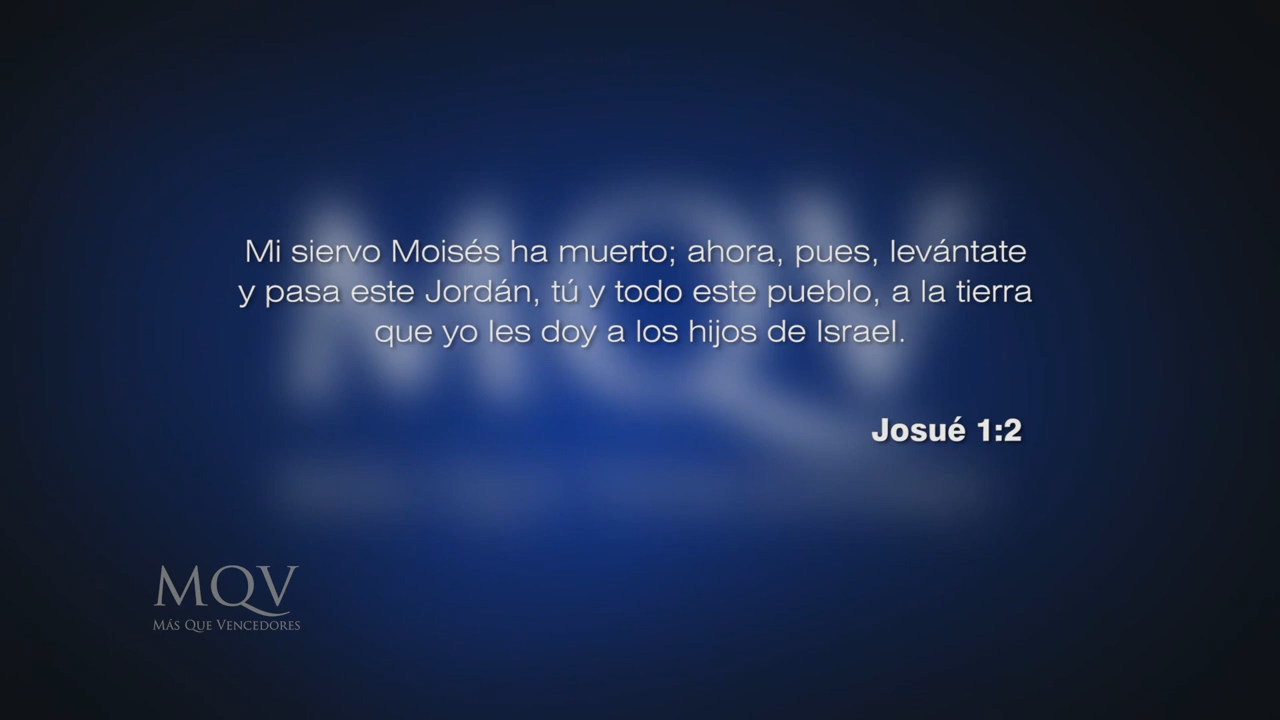 Mi siervo Moisés ha muerto; ahora, pues, levántate
y pasa este Jordán, tú y todo este pueblo, a la tierra
que yo les doy a los hijos de Israel.
Josué 1:2
MQV
MÁS QUE VENCEDORES